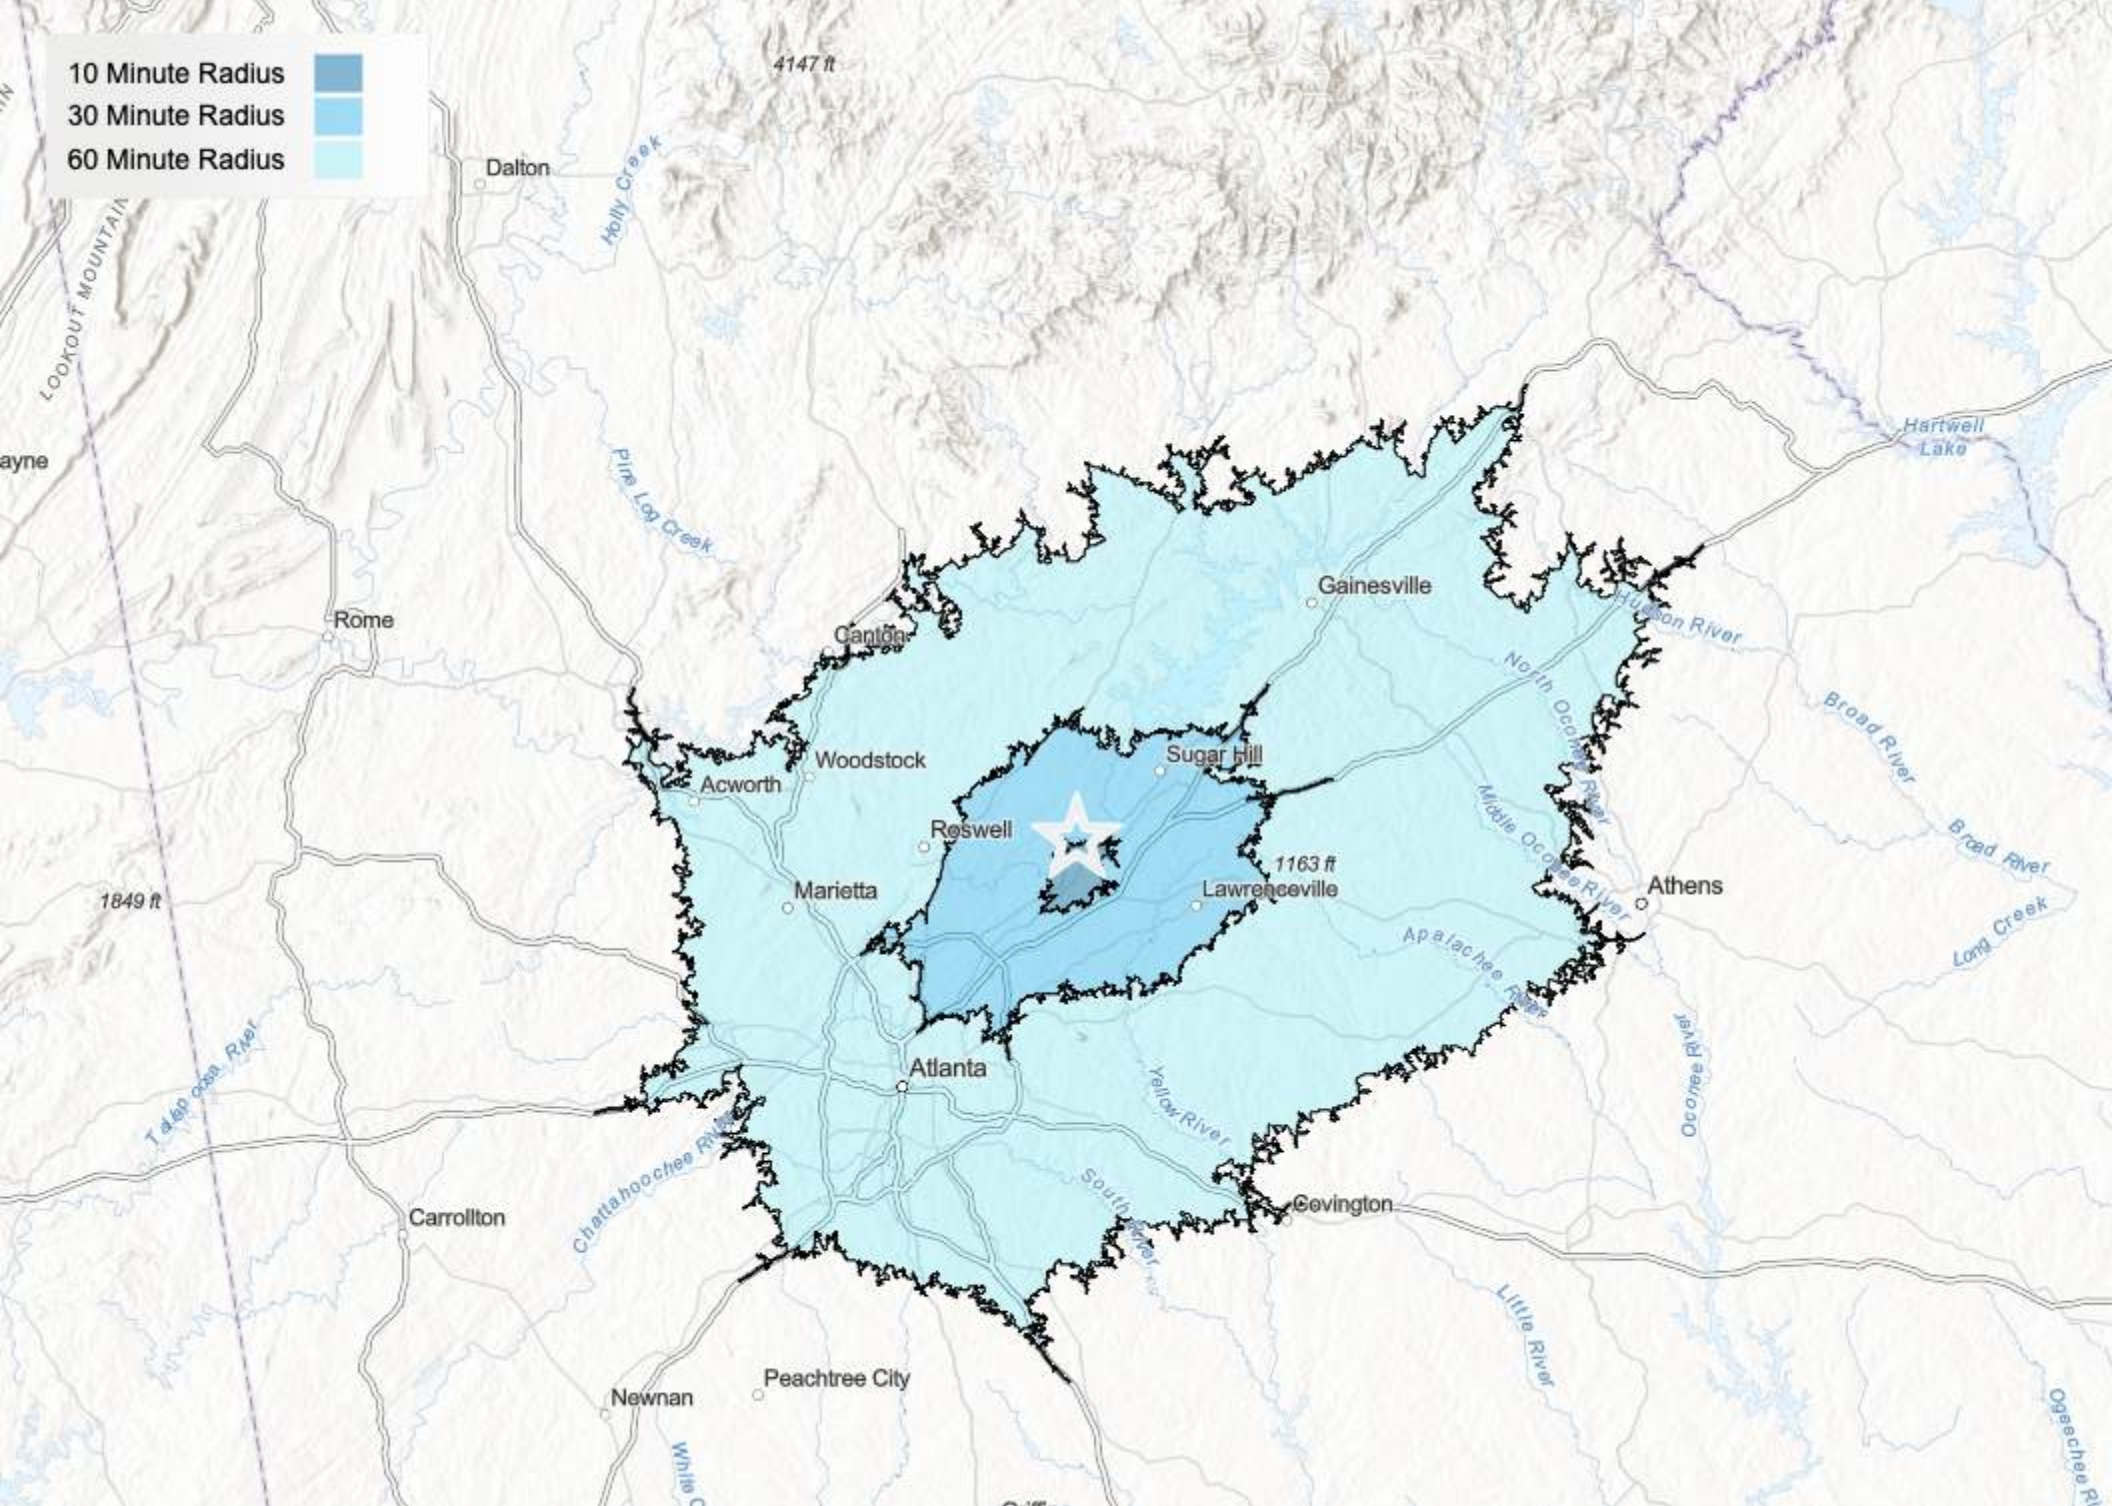 10 Minute Radius
30 Minute Radius
60 Minute Radius
4147 ft
Dalton
Holly Creek
LOOKOUT MOUNTAIN
Hartwell
Lake
ayne
Pine Log Creek
Gainesville
Hudson River
Rome
Canton
North Oconee River
Broad River
Woodstock
Sugar Hill
Acworth
Middle Oconee River
Roswell
Broad River
1163 ft
Marietta
Lawrenceville
Athens
1849 ft
Apalachee River
Long Creek
Tallapoosa River
Oconee River
Atlanta
Yellow River
Chattahoochee River
South River
Covington
Carrollton
Little River
Peachtree City
Newnan
White
Ogeechee